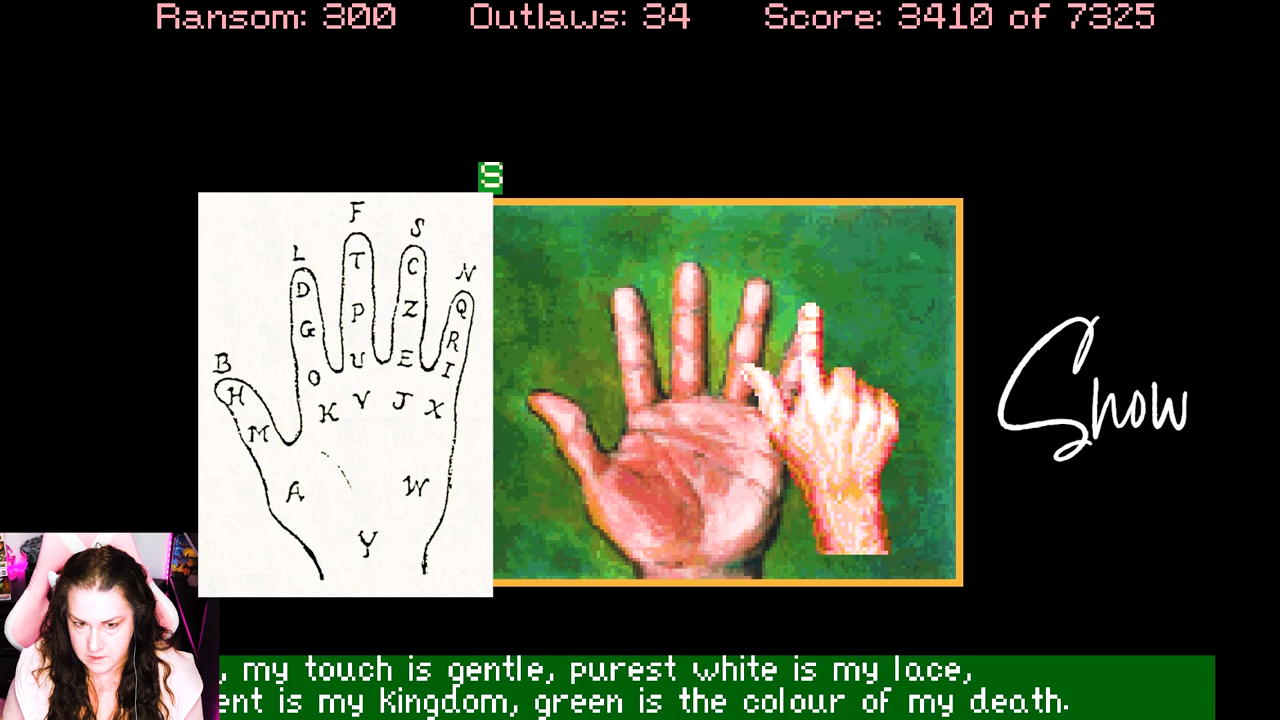 Ransom: 300 Outlaws: 34 Score: 3410 of 7325
S
F
S
L
T
C
N
D
Q
P
Z
G
R
B
U
E
I
O
H
K
V
J
X
M
A
W
Y
Snow
, my touch is gentle, purest white is my lace,
ent is my kingdom, green is the colour of my death.